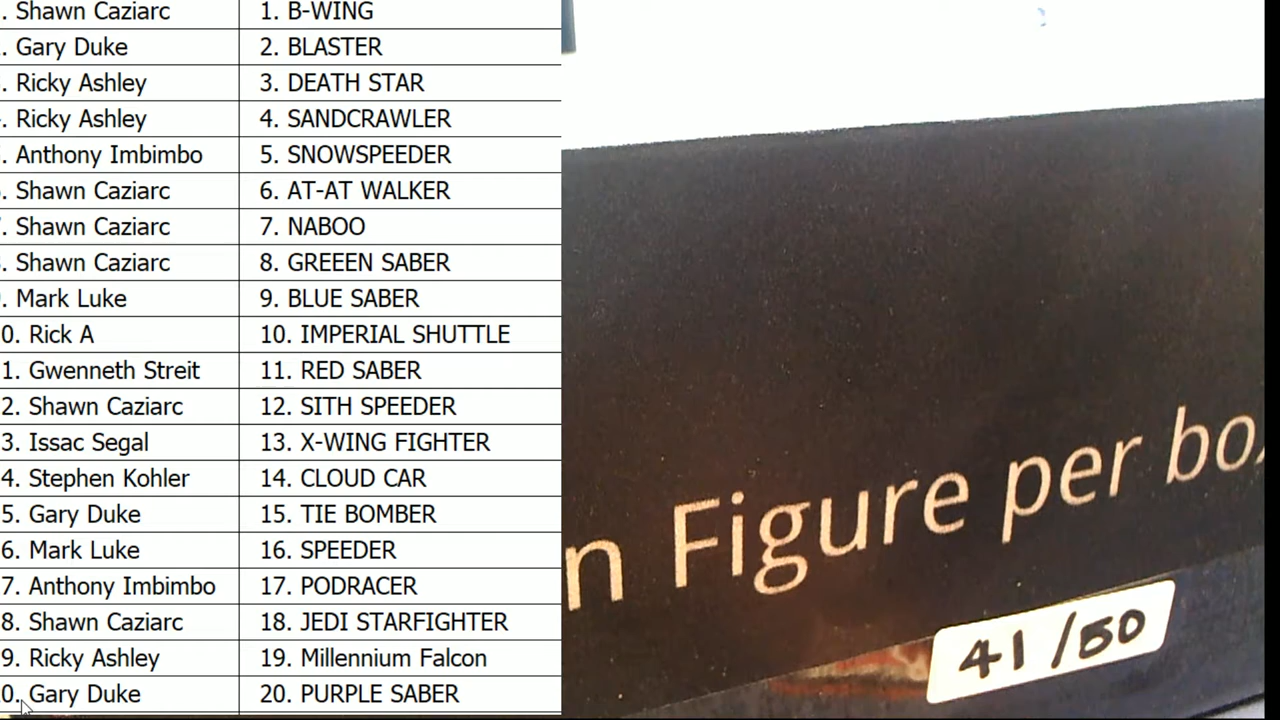 . Shawn Caziarc 1. B-WING
. Gary Duke 2. BLASTER
. Ricky Ashley 3. DEATH STAR
. Ricky Ashley 4. SANDCRAWLER
. Anthony Imbimbo 5. SNOWSPEEDER
. Shawn Caziarc 6. AT-AT WALKER
. Shawn Caziarc 7. NABOO
. Shawn Caziarc 8. GREEEN SABER
. Mark Luke 9. BLUE SABER
0. Rick A 10. IMPERIAL SHUTTLE
1. Gwenneth Streit 11. RED SABER
2. Shawn Caziarc 12. SITH SPEEDER
3. Issac Segal 13. X-WING FIGHTER
4. Stephen Kohler 14. CLOUD CAR
5. Gary Duke 15. TIE BOMBER
6. Mark Luke 16. SPEEDER
7. Anthony Imbimbo 17. PODRACER
8. Shawn Caziarc 18. JEDI STARFIGHTER
9. Ricky Ashley 19. Millennium Falcon
0. Gary Duke 20. PURPLE SABER
n Figure per box
41/50